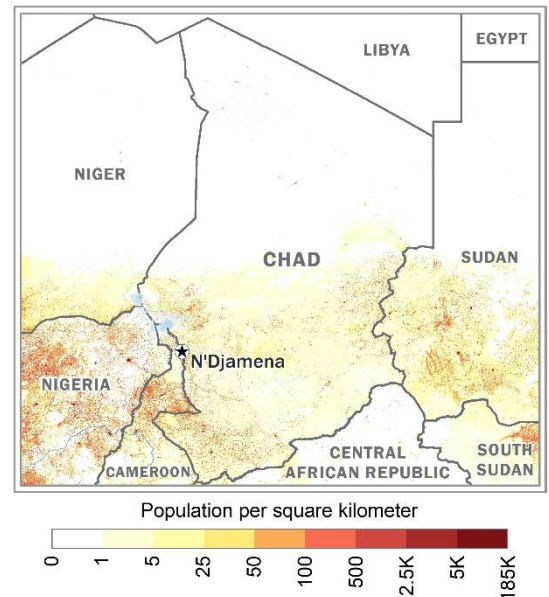 LIBYA
EGYPT
NIGER
CHAD
SUDAN
N'Djamena
NIGERIA
CAMEROON
CENTRAL
AFRICAN REPUBLIC
SOUTH
SUDAN
Population per square kilometer
0
1
5
25
50
100
500
2.5K
5K
185K